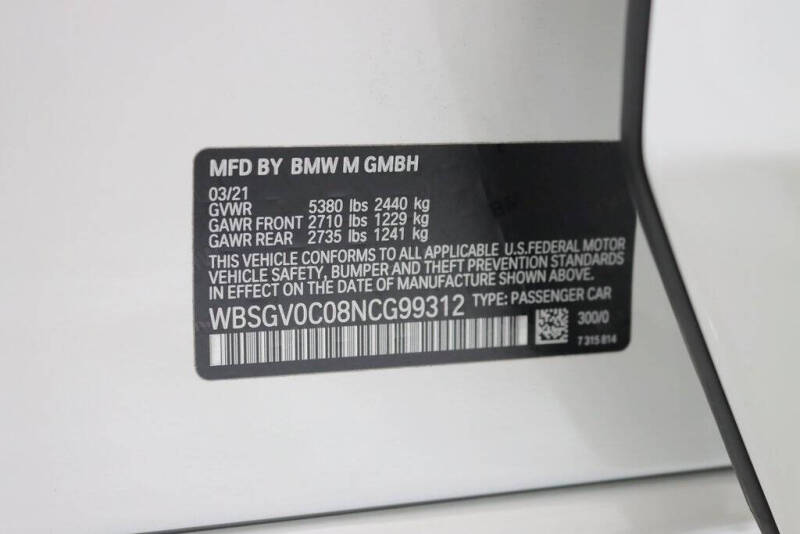 MFD BY BMW M GMBH
03/21
GVWR 5380 lbs 2440 kg
GAWR FRONT 2710 lbs 1229 kg
GAWR REAR 2735 lbs 1241 kg
THIS VEHICLE CONFORMS TO ALL APPLICABLE U.S.FEDERAL MOTOR
VEHICLE SAFETY, BUMPER AND THEFT PREVENTION STANDARDS
IN EFFECT ON THE DATE OF MANUFACTURE SHOWN ABOVE.
WBSGV0C08NCG99312 TYPE: PASSENGER CAR
300/0
7 315 814